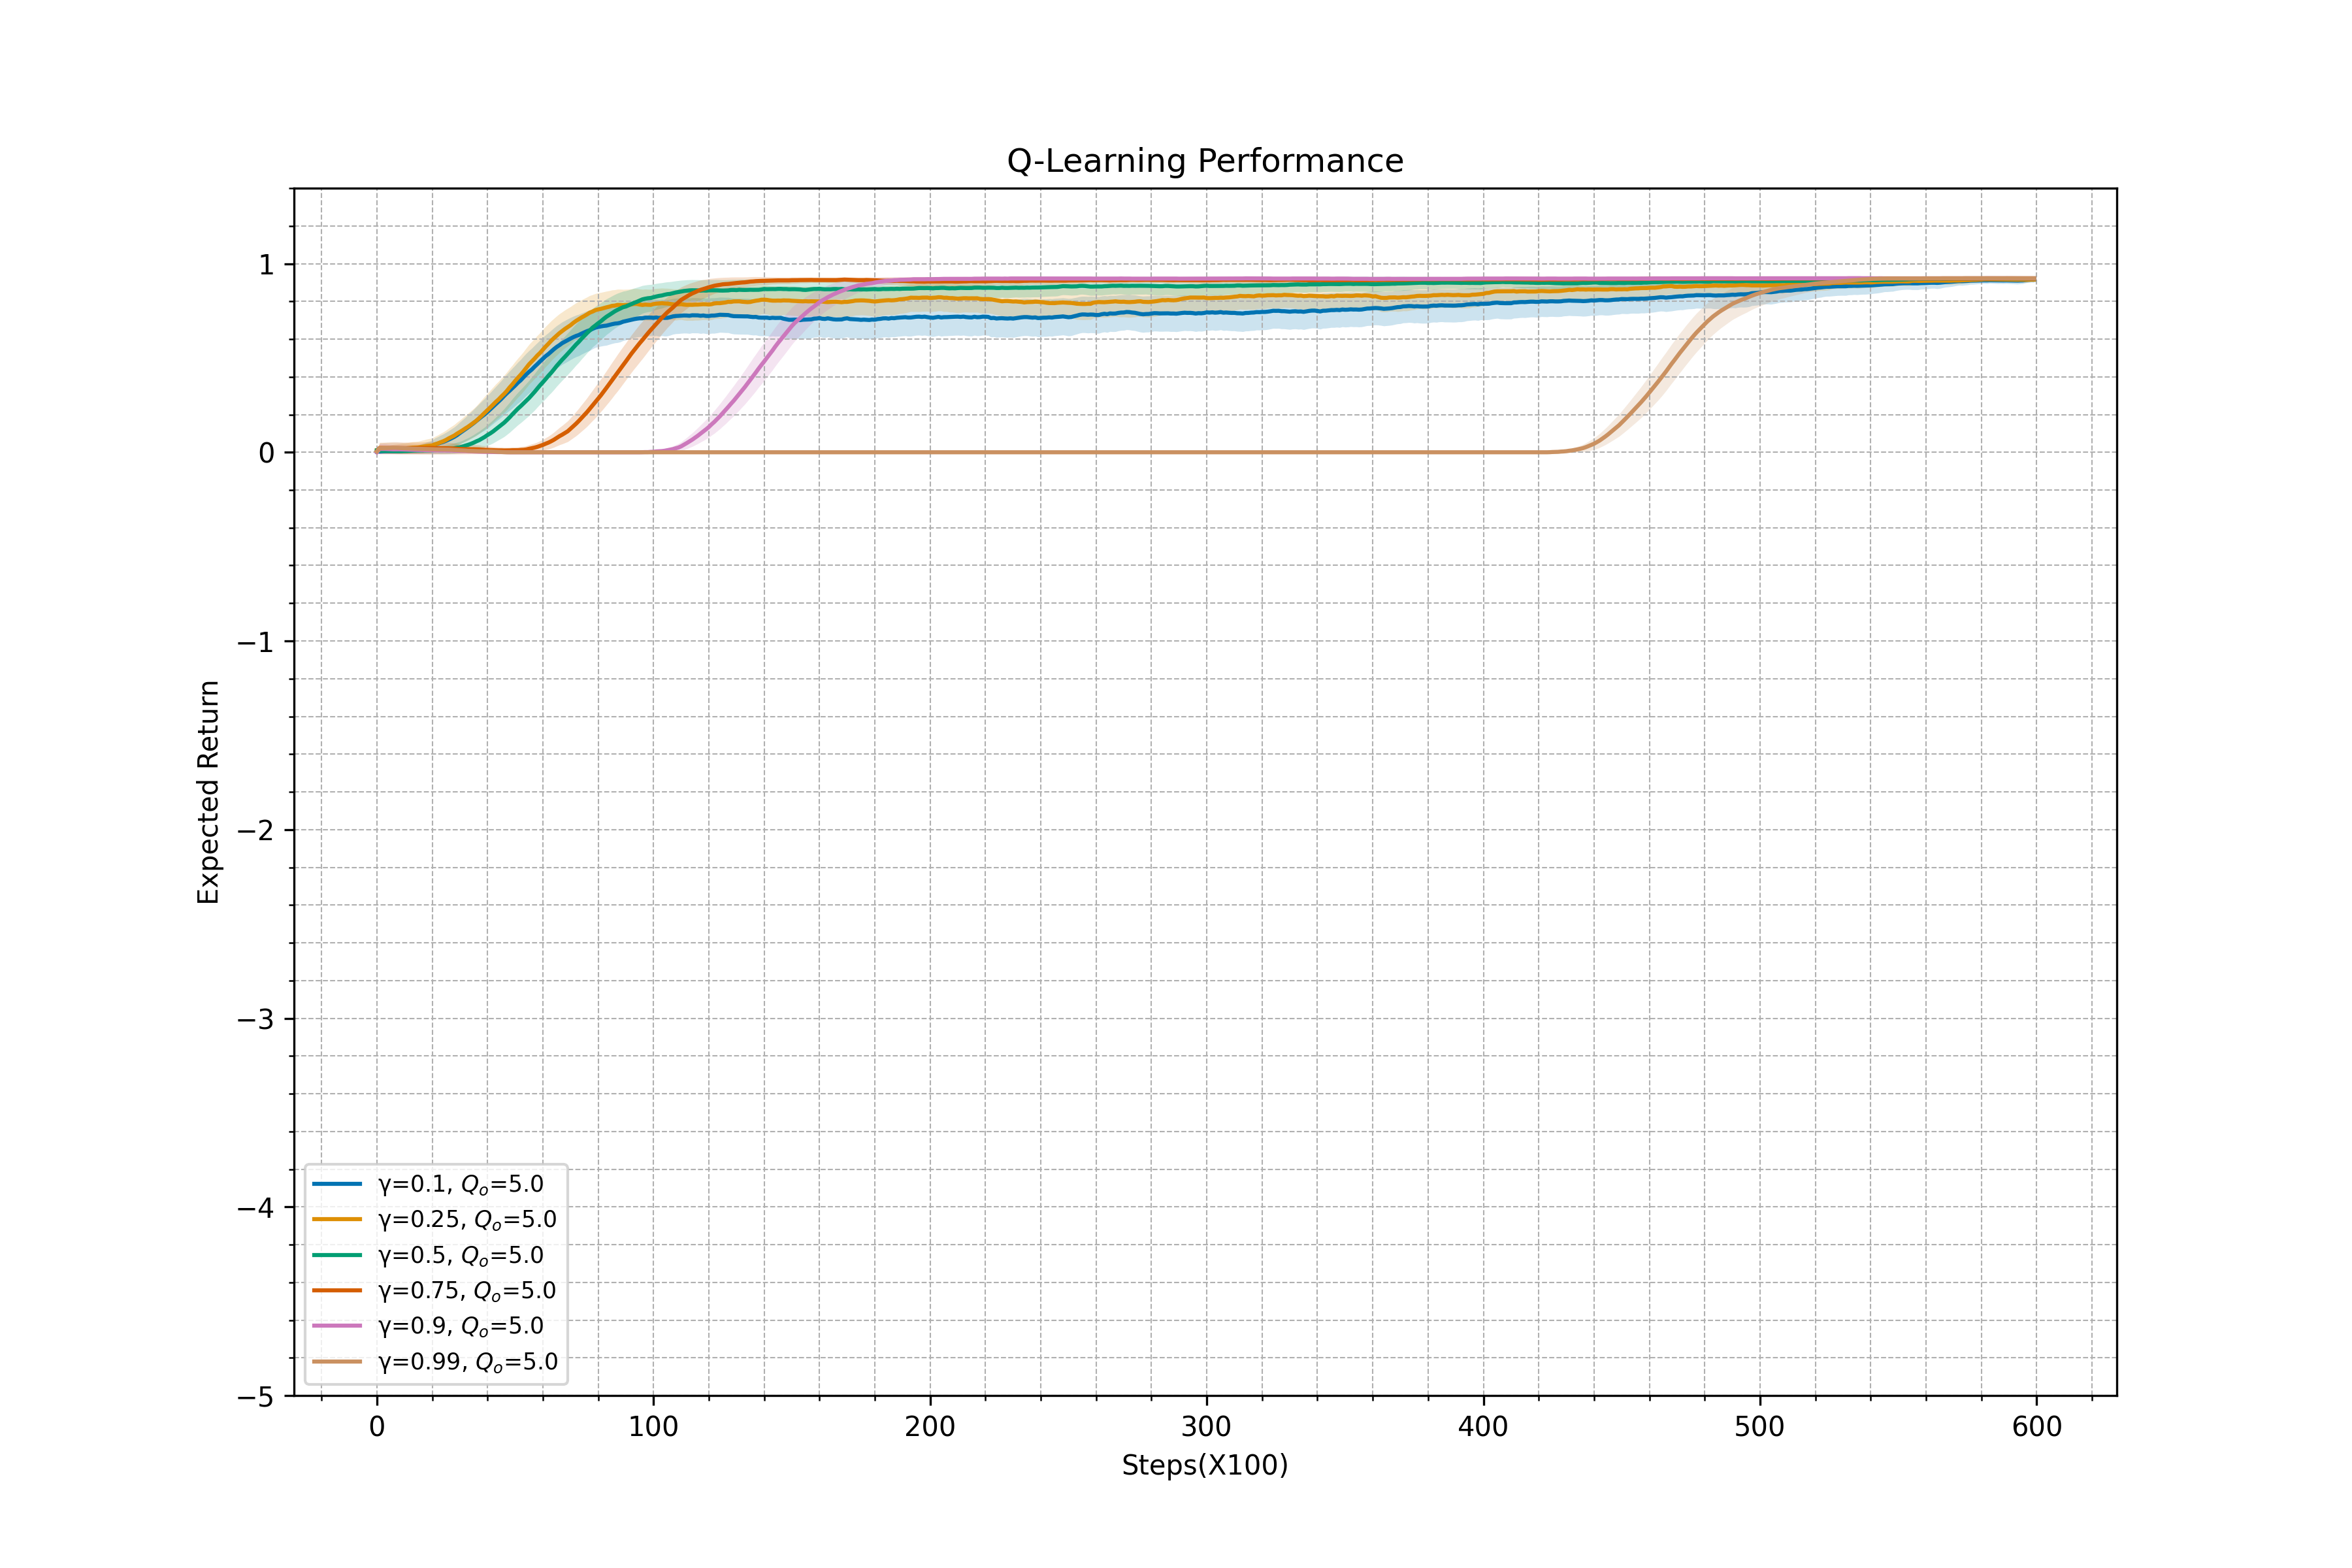 Q-Learning Performance
Expected Return
1
0
−1
−2
−3
−4
−5
γ=0.1, Qₒ=5.0
γ=0.25, Qₒ=5.0
γ=0.5, Qₒ=5.0
γ=0.75, Qₒ=5.0
γ=0.9, Qₒ=5.0
γ=0.99, Qₒ=5.0
0 100 200 300 400 500 600
Steps(X100)